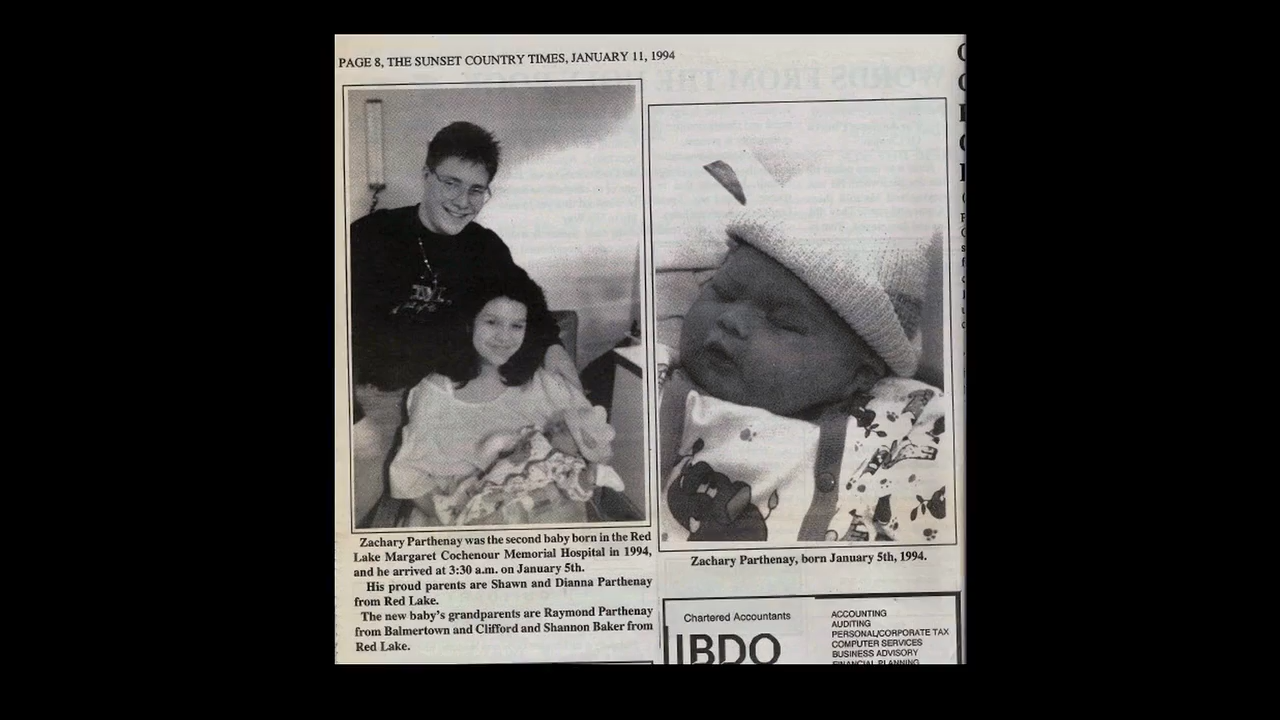 PAGE 8, THE SUNSET COUNTRY TIMES, JANUARY 11, 1994
Zachary Parthenay was the second baby born in the Red
Lake Margaret Cochenour Memorial Hospital in 1994,
and he arrived at 3:30 a.m. on January 5th.
His proud parents are Shawn and Dianna Parthenay
from Red Lake.
The new baby's grandparents are Raymond Parthenay
from Balmertown and Clifford and Shannon Baker from
Red Lake.
Zachary Parthenay, born January 5th, 1994.
Chartered Accountants
BDO
ACCOUNTING
AUDITING
PERSONAL/CORPORATE TAX
COMPUTER SERVICES
BUSINESS ADVISORY
FINANCIAL PLANNING